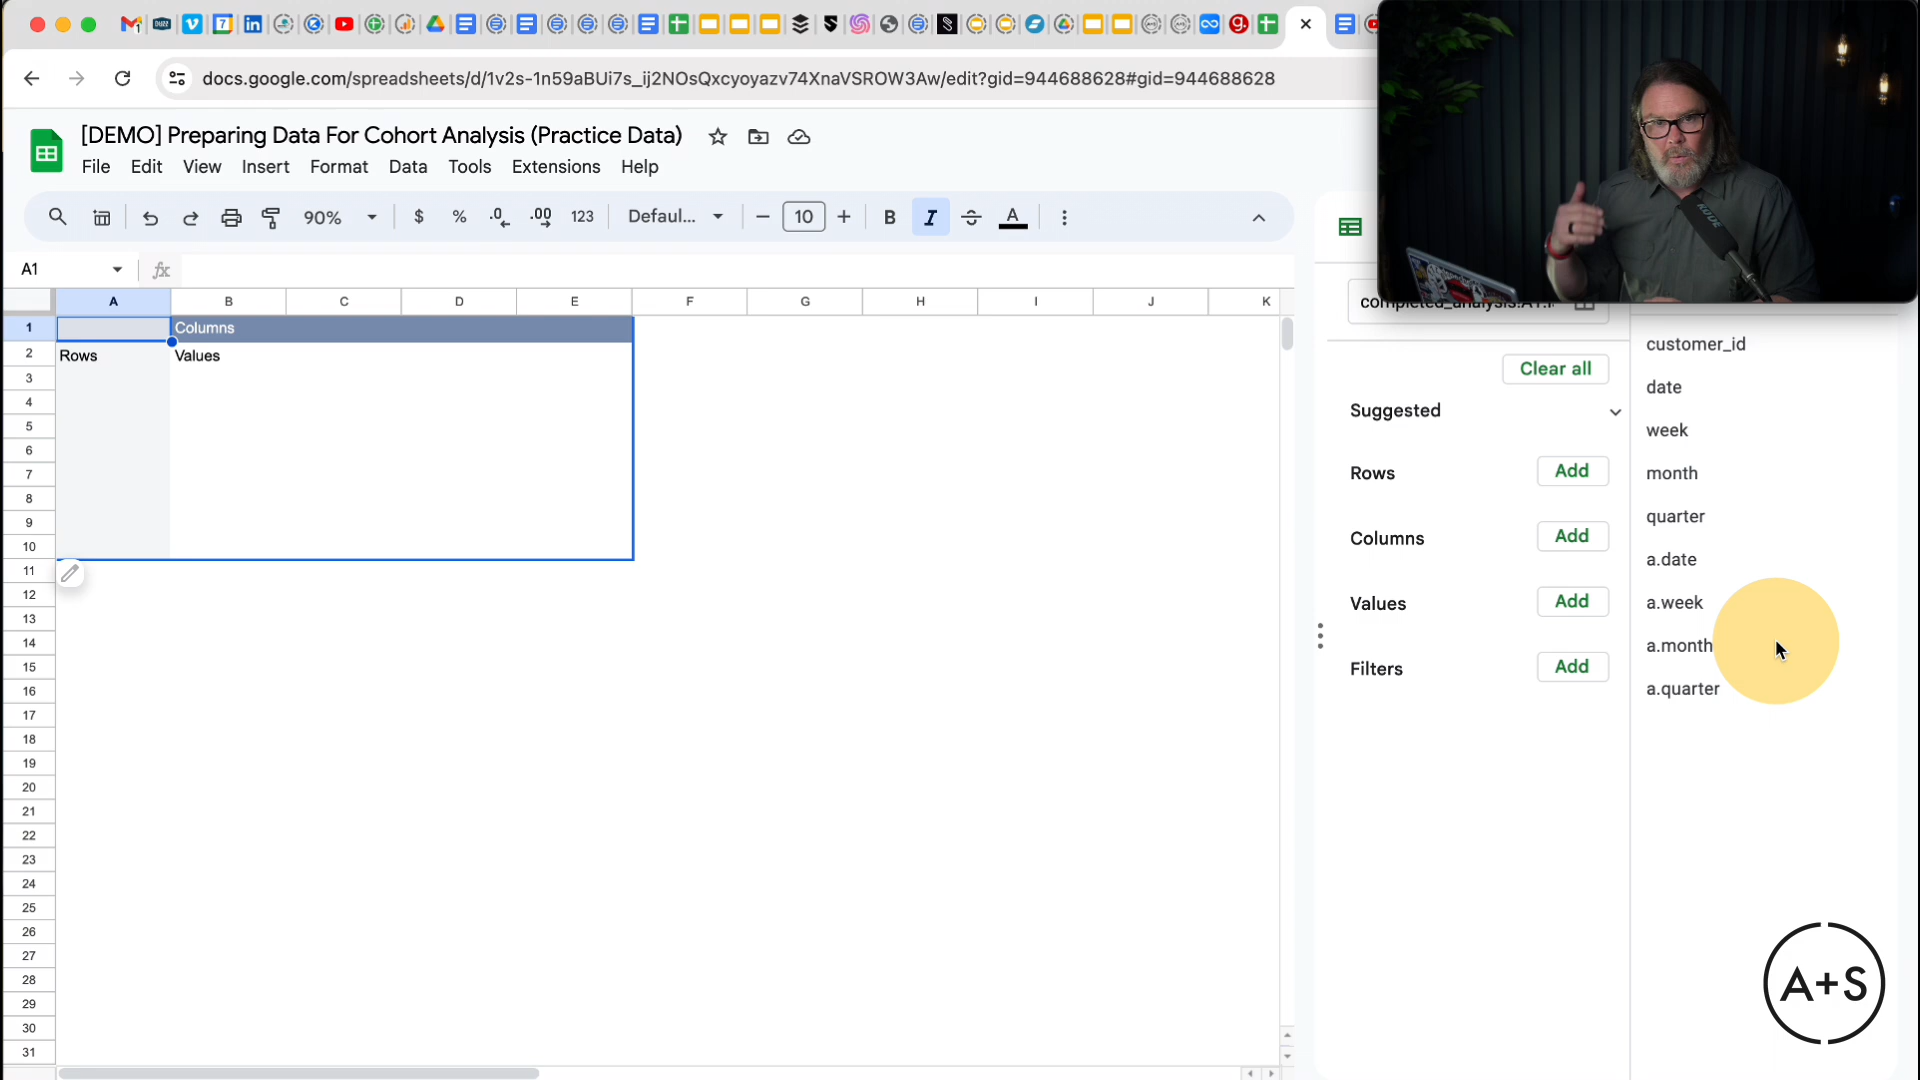 docs.google.com/spreadsheets/d/1v2s-1n59aBUi7s_ij2NOsQxcyoyazv74XnaVSROW3Aw/edit?gid=944688628#gid=944688628
[DEMO] Preparing Data For Cohort Analysis (Practice Data)
File Edit View Insert Format Data Tools Extensions Help
90% $ % .0 .00 123 Defaul... 10 B I A
A1 fx
A B C D E F G H I J K
1 Columns
2 Rows Values
3
4
5
6
7
8
9
10
11
12
13
14
15
16
17
18
19
20
21
22
23
24
25
26
27
28
29
30
31
Clear all
Suggested
Rows Add
Columns Add
Values Add
Filters Add
customer_id
date
week
month
quarter
a.date
a.week
a.month
a.quarter
RODE
A+S